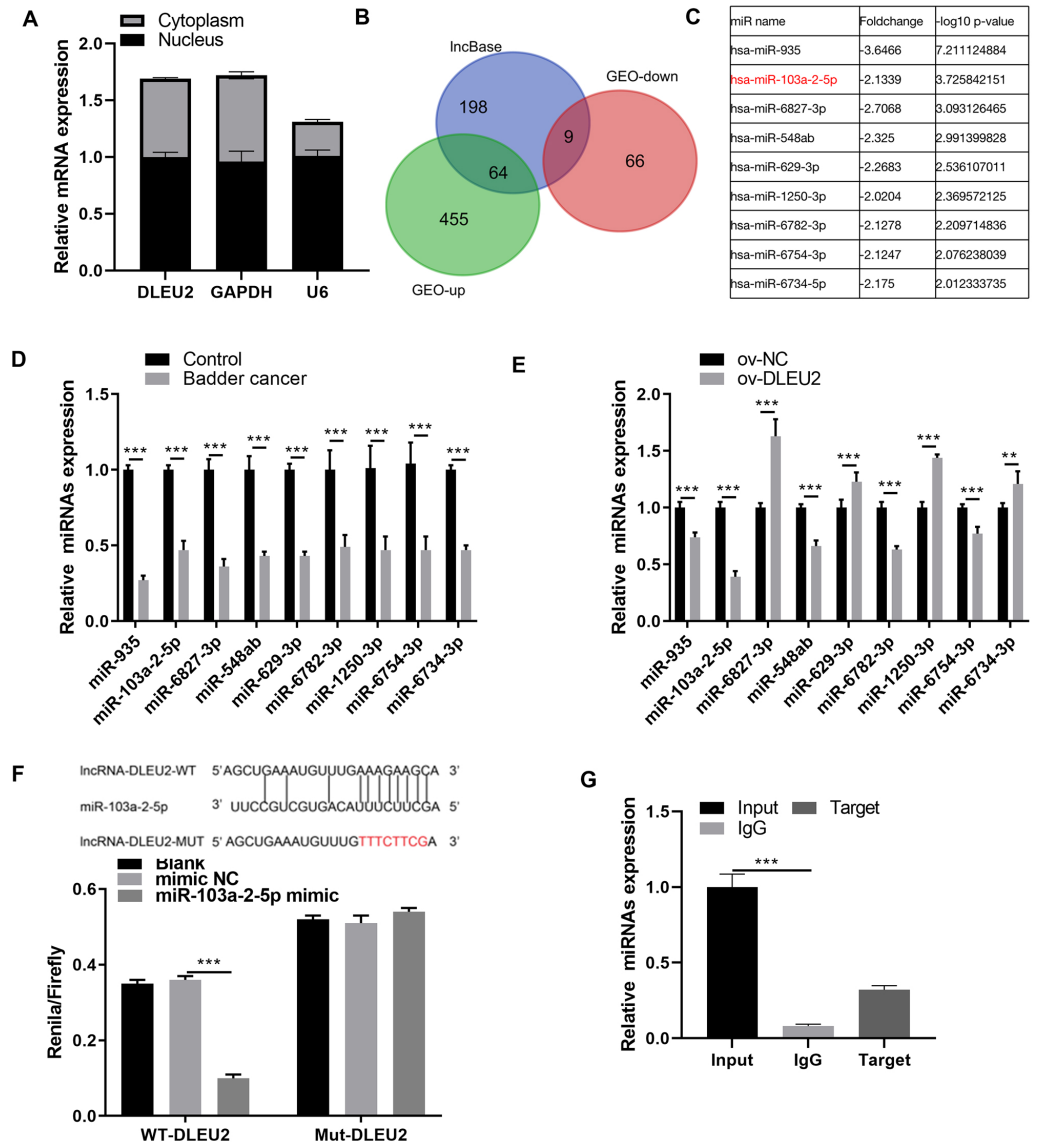 A
Cytoplasm
Nucleus
Relative mRNA expression
2.0
1.5
1.0
0.5
0.0
DLEU2 GAPDH U6
B
lncBase
GEO-down
198
9
66
64
455
GEO-up
C
miR name Foldchange -log10 p-value
hsa-miR-935 -3.6466 7.211124884
hsa-miR-103a-2-5p -2.1339 3.725842151
hsa-miR-6827-3p -2.7068 3.093126465
hsa-miR-548ab -2.325 2.991399828
hsa-miR-629-3p -2.2683 2.536107011
hsa-miR-1250-3p -2.0204 2.369572125
hsa-miR-6782-3p -2.1278 2.209714836
hsa-miR-6754-3p -2.1247 2.076238039
hsa-miR-6734-5p -2.175 2.012333735
D
Control
Badder cancer
Relative miRNAs expression
1.5
1.0
0.5
0.0
*** *** *** *** *** *** *** *** ***
miR-935
miR-103a-2-5p
miR-6827-3p
miR-548ab
miR-629-3p
miR-6782-3p
miR-1250-3p
miR-6754-3p
miR-6734-3p
E
ov-NC
ov-DLEU2
Relative miRNAs expression
2.0
1.5
1.0
0.5
0.0
*** *** *** *** *** *** *** *** **
miR-935
miR-103a-2-5p
miR-6827-3p
miR-548ab
miR-629-3p
miR-6782-3p
miR-1250-3p
miR-6754-3p
miR-6734-3p
F
lncRNA-DLEU2-WT 5'AGCUGAAAUGUUUGAAAGAAGCA 3'
miR-103a-2-5p 3' UUCCGUCGUGACAUUUCUUCGA 5'
lncRNA-DLEU2-MUT 5'AGCUGAAAUGUUUGTTTCTTCGA 3'
Blank
mimic NC
miR-103a-2-5p mimic
Renila/Firefly
0.6
0.4
0.2
0.0
***
WT-DLEU2 Mut-DLEU2
G
Input Target
IgG
Relative miRNAs expression
1.5
1.0
0.5
0.0
***
Input IgG Target